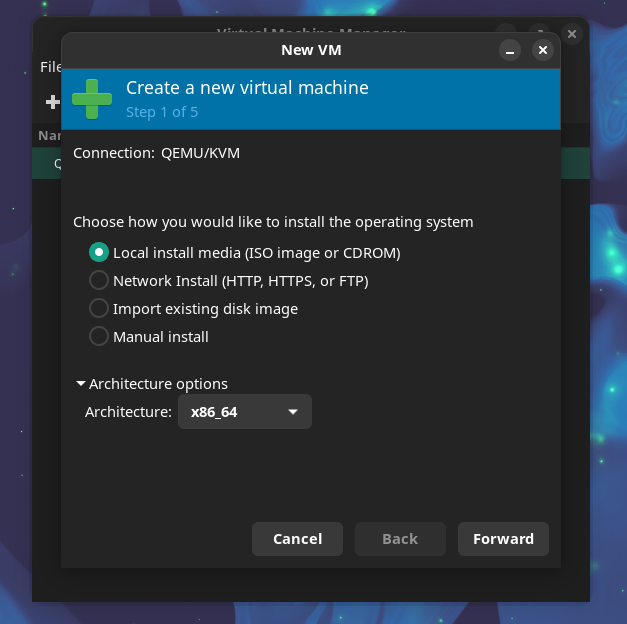 Virtual Machine Manager
New VM
File
Create a new virtual machine
Step 1 of 5
Connection: QEMU/KVM
Choose how you would like to install the operating system
Local install media (ISO image or CDROM)
Network Install (HTTP, HTTPS, or FTP)
Import existing disk image
Manual install
Architecture options
Architecture: x86_64
Cancel Back Forward